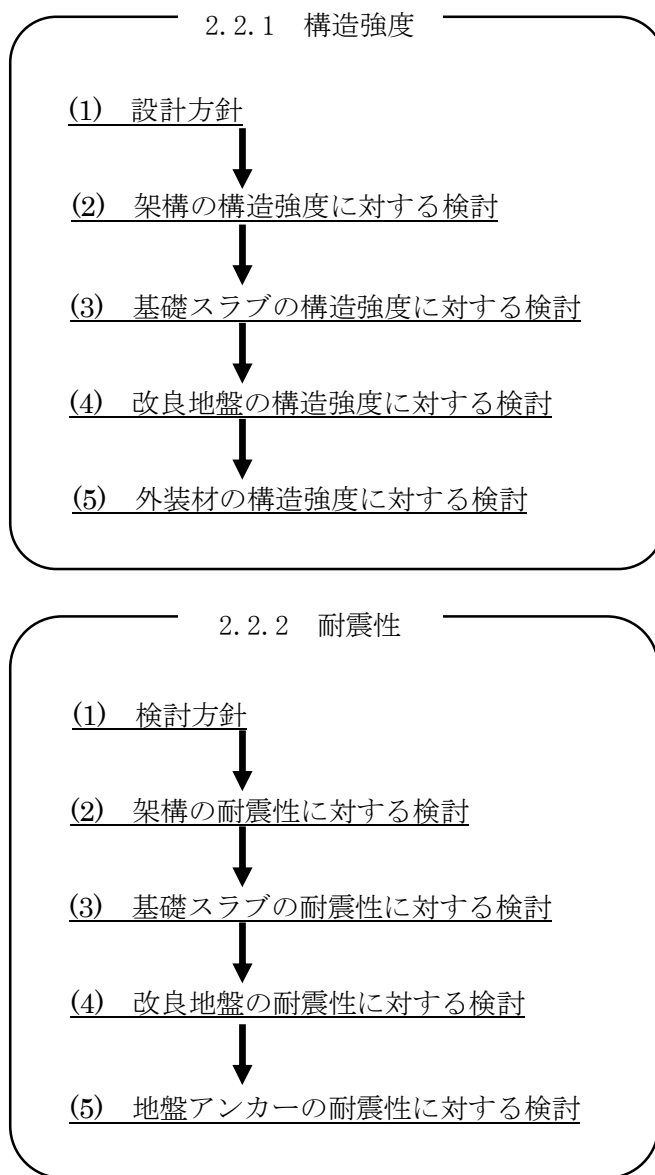 2.2.1 構造強度
(1) 設計方針
(2) 架構の構造強度に対する検討
(3) 基礎スラブの構造強度に対する検討
(4) 改良地盤の構造強度に対する検討
(5) 外装材の構造強度に対する検討
2.2.2 耐震性
(1) 検討方針
(2) 架構の耐震性に対する検討
(3) 基礎スラブの耐震性に対する検討
(4) 改良地盤の耐震性に対する検討
(5) 地盤アンカーの耐震性に対する検討